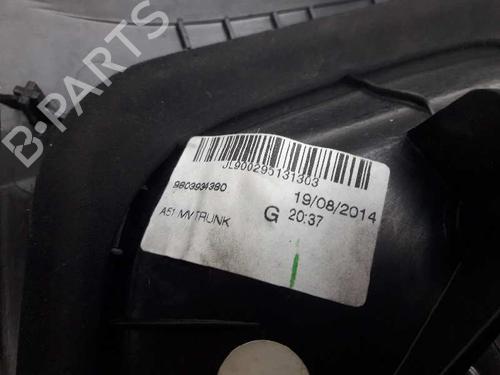 B-PARTS
JL900295131303
9803934380
19/08/2014
A51 MV TRUNK
G 20:37